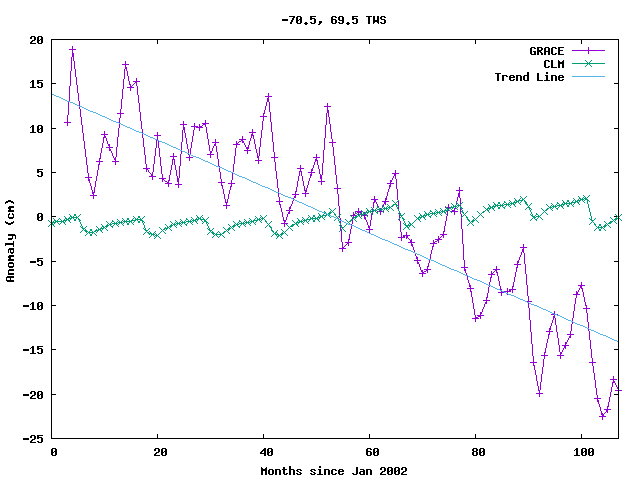 -70.5, 69.5 TWS
GRACE
CLM
Trend Line
20
15
10
5
0
-5
-10
-15
-20
-25
Anomaly (cm)
0 20 40 60 80 100
Months since Jan 2002